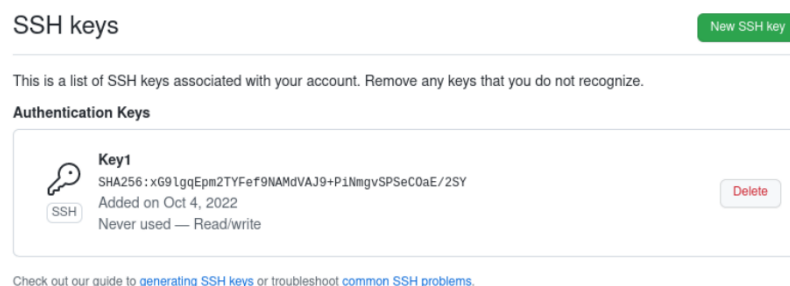 SSH keys
New SSH key
This is a list of SSH keys associated with your account. Remove any keys that you do not recognize.
Authentication Keys
Key1
SHA256:xG9lgqEpm2TYFef9NAMdVAJ9+PiNmgvSPSeCOaE/2SY
Added on Oct 4, 2022
SSH
Never used — Read/write
Delete
Check out our guide to generating SSH keys or troubleshoot common SSH problems.